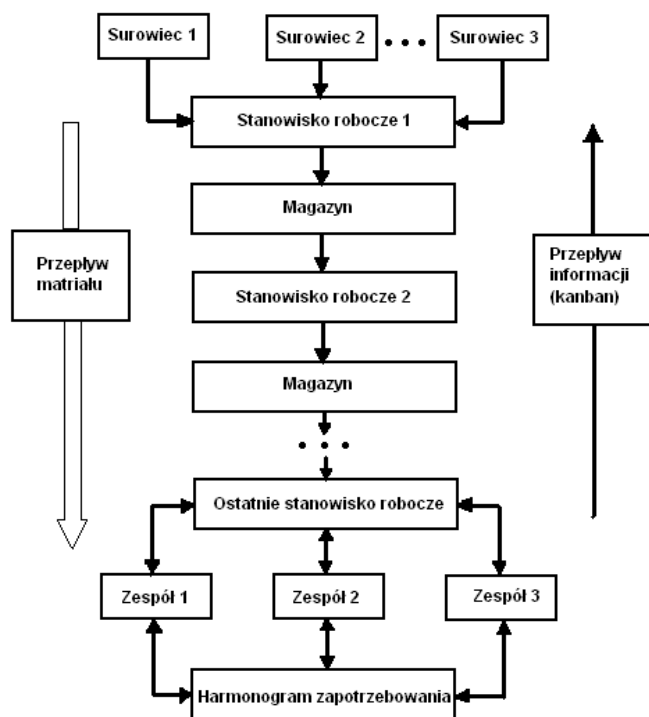 Surowiec 1
Surowiec 2
Surowiec 3
Stanowisko robocze 1
Magazyn
Przepływ
matriału
Przepływ
informacji
(kanban)
Stanowisko robocze 2
Magazyn
Ostatnie stanowisko robocze
Zespół 1
Zespół 2
Zespół 3
Harmonogram zapotrzebowania